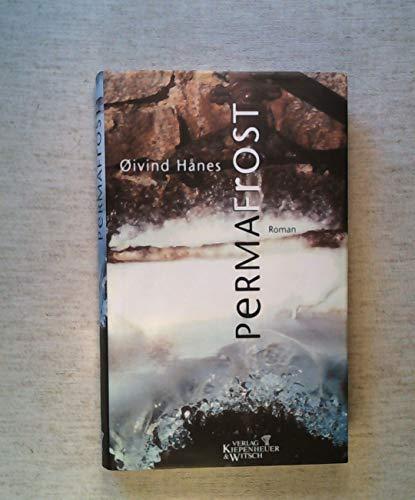 PERMAFROST
Øivind Hånes
PeRMAFrOST
Roman
VERLAG
KIEPENHEUER
& WITSCH